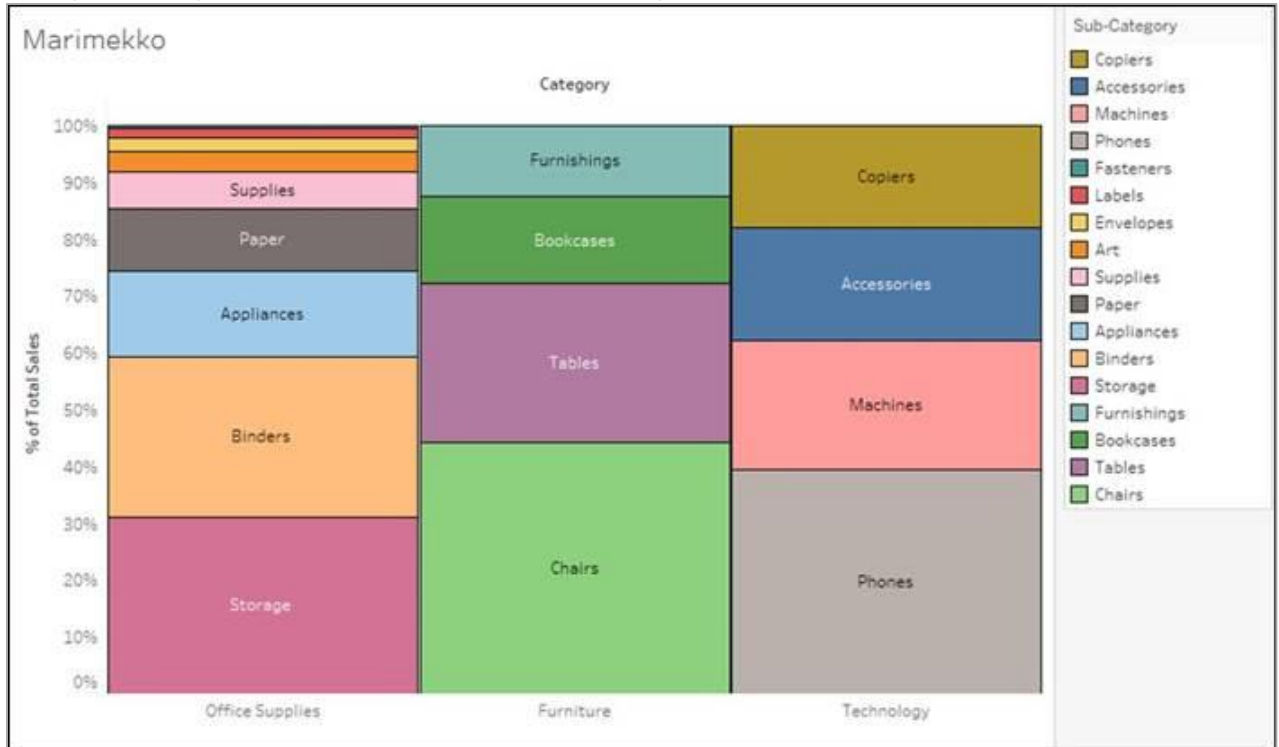 Marimekko
Category
% of Total Sales
100%
90%
80%
70%
60%
50%
40%
30%
20%
10%
0%
Supplies
Paper
Appliances
Binders
Storage
Furnishings
Bookcases
Tables
Chairs
Copiers
Accessories
Machines
Phones
Office Supplies
Furniture
Technology
Sub-Category
Copiers
Accessories
Machines
Phones
Fasteners
Labels
Envelopes
Art
Supplies
Paper
Appliances
Binders
Storage
Furnishings
Bookcases
Tables
Chairs